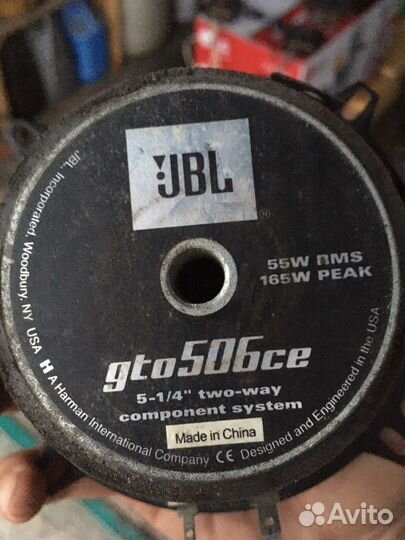 JBL
®
55W RMS
165W PEAK
gto506ce
5-1/4" two-way
component system
Made in China
JBL, Incorporated, Woodbury, NY USA H A Harman International Company CE Designed and Engineered in the USA
Avito